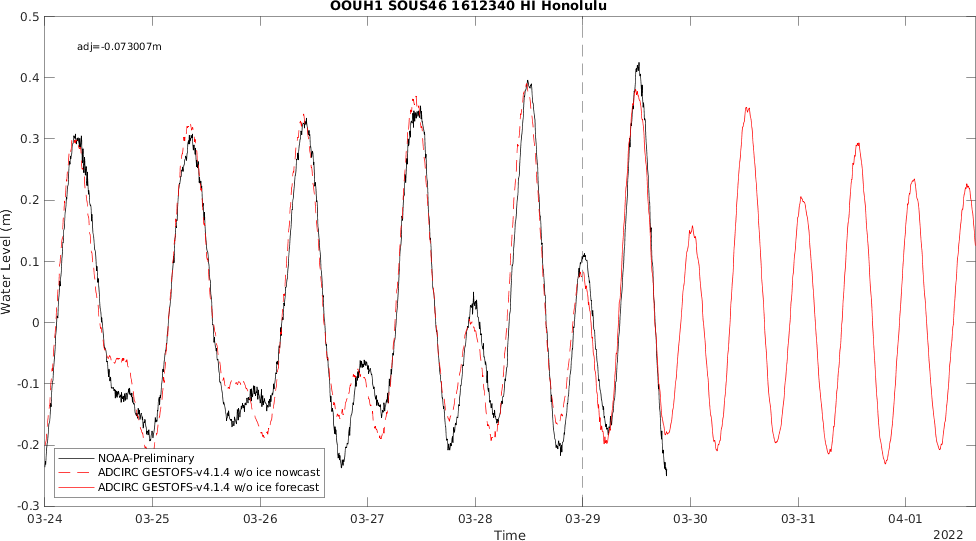 OOUH1 SOUS46 1612340 HI Honolulu
adj=-0.073007m
0.5
0.4
0.3
0.2
0.1
0
-0.1
-0.2
-0.3
Water Level (m)
NOAA-Preliminary
ADCIRC GESTOFS-v4.1.4 w/o ice nowcast
ADCIRC GESTOFS-v4.1.4 w/o ice forecast
03-24 03-25 03-26 03-27 03-28 03-29 03-30 03-31 04-01
Time
2022